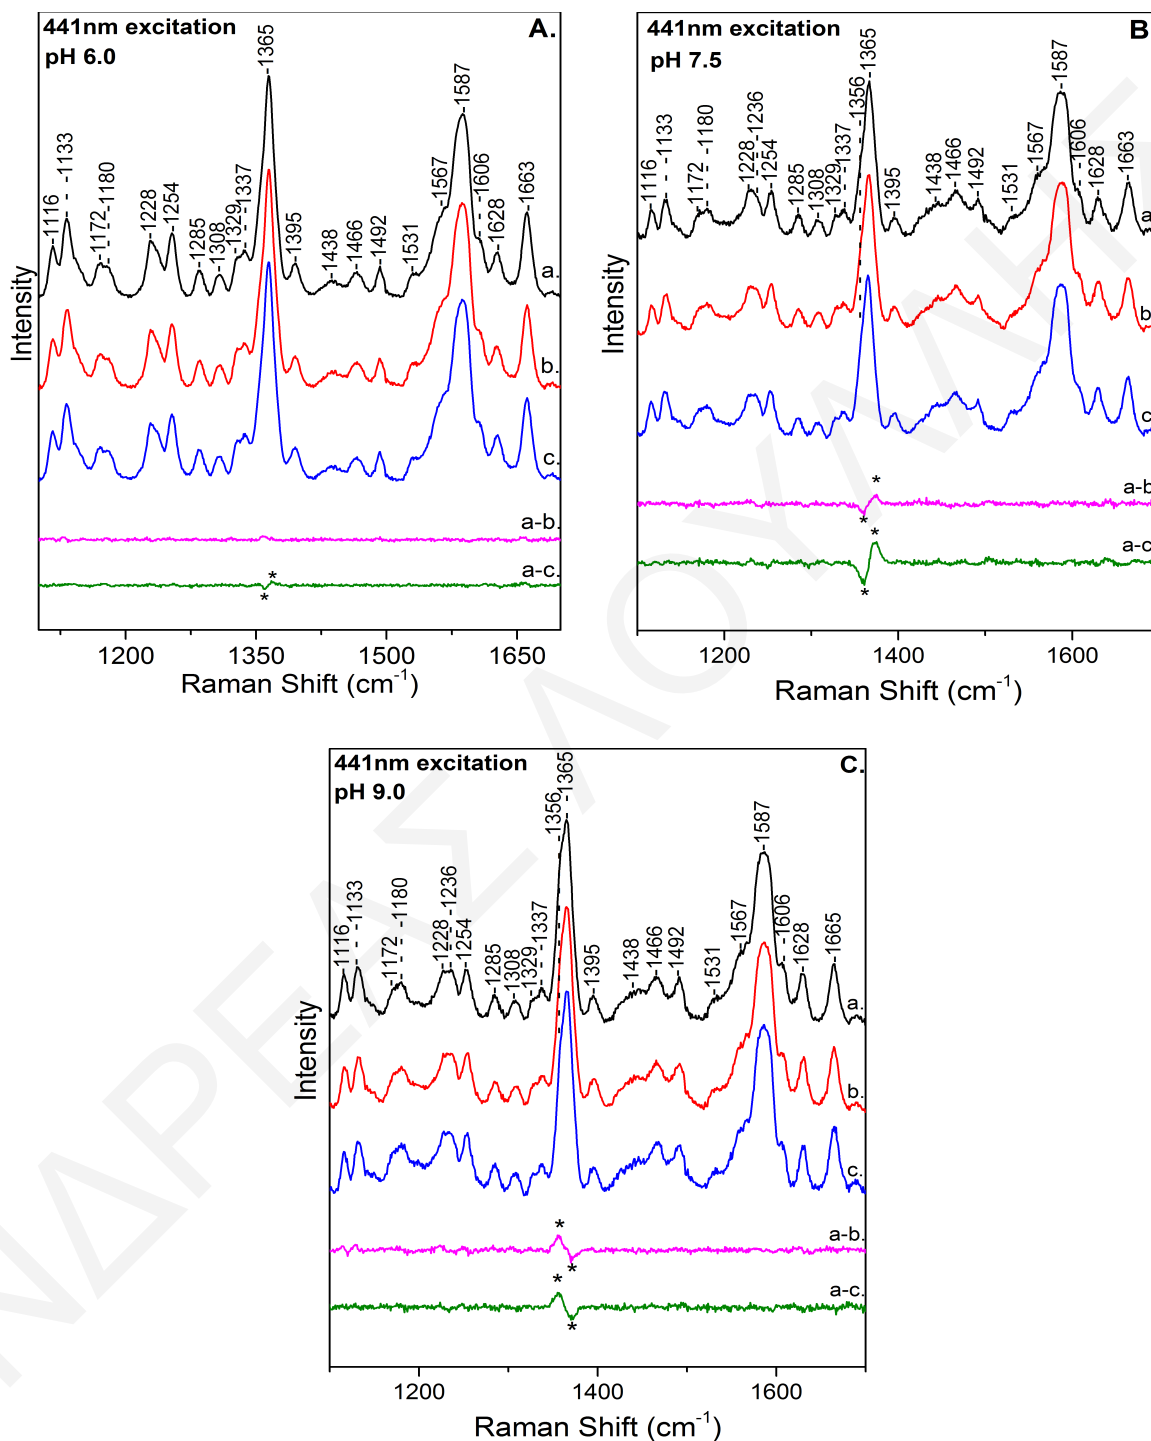 441nm excitation
pH 6.0
A.
1116
1133
1172
1180
1228
1254
1285
1308
1329
1337
1365
1395
1438
1466
1492
1531
1567
1587
1606
1628
1663
a.
b.
c.
a-b.
a-c.
Intensity
1200 1350 1500 1650
Raman Shift (cm-1)
441nm excitation
pH 7.5
B
1116
1133
1172
1180
1228
1236
1254
1285
1308
1329
1337
1356
1365
1395
1438
1466
1492
1531
1567
1587
1606
1628
1663
a
b
c
* *
a-b
* *
a-c
Intensity
1200 1400 1600
Raman Shift (cm-1)
441nm excitation
pH 9.0
C.
1116
1133
1172
1180
1228
1236
1254
1285
1308
1329
1337
1356
1365
1395
1438
1466
1492
1531
1567
1587
1606
1628
1665
a.
b.
c.
* *
a-b.
* *
a-c.
Intensity
1200 1400 1600
Raman Shift (cm-1)
ΝΔΡΕΑΣ ΛΟΥΛΛΗΣ